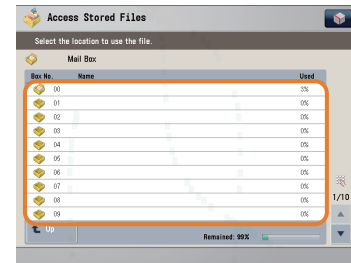 Access Stored Files
Select the location to use the file.
Mail Box
Box No. Name Used
00 3%
01 0%
02 0%
03 0%
04 0%
05 0%
06 0%
07 0%
08 0%
09 0%
1/10
Up
Remained: 99%